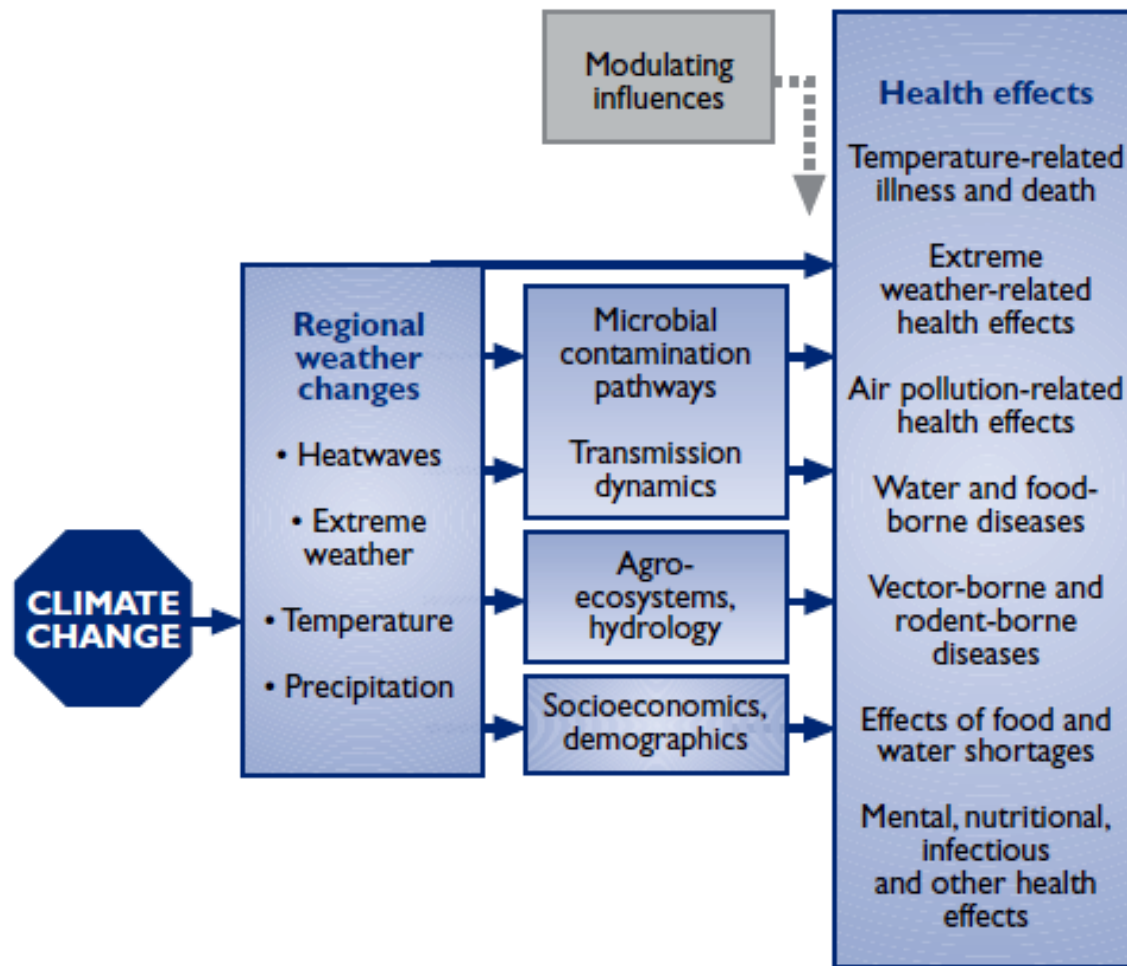 Modulating
influences
Health effects
Temperature-related
illness and death
Extreme
weather-related
health effects
Air pollution-related
health effects
Water and food-
borne diseases
Vector-borne and
rodent-borne
diseases
Effects of food and
water shortages
Mental, nutritional,
infectious
and other health
effects
Regional
weather
changes
• Heatwaves
• Extreme
weather
• Temperature
• Precipitation
Microbial
contamination
pathways
Transmission
dynamics
Agro-
ecosystems,
hydrology
Socioeconomics,
demographics
CLIMATE
CHANGE